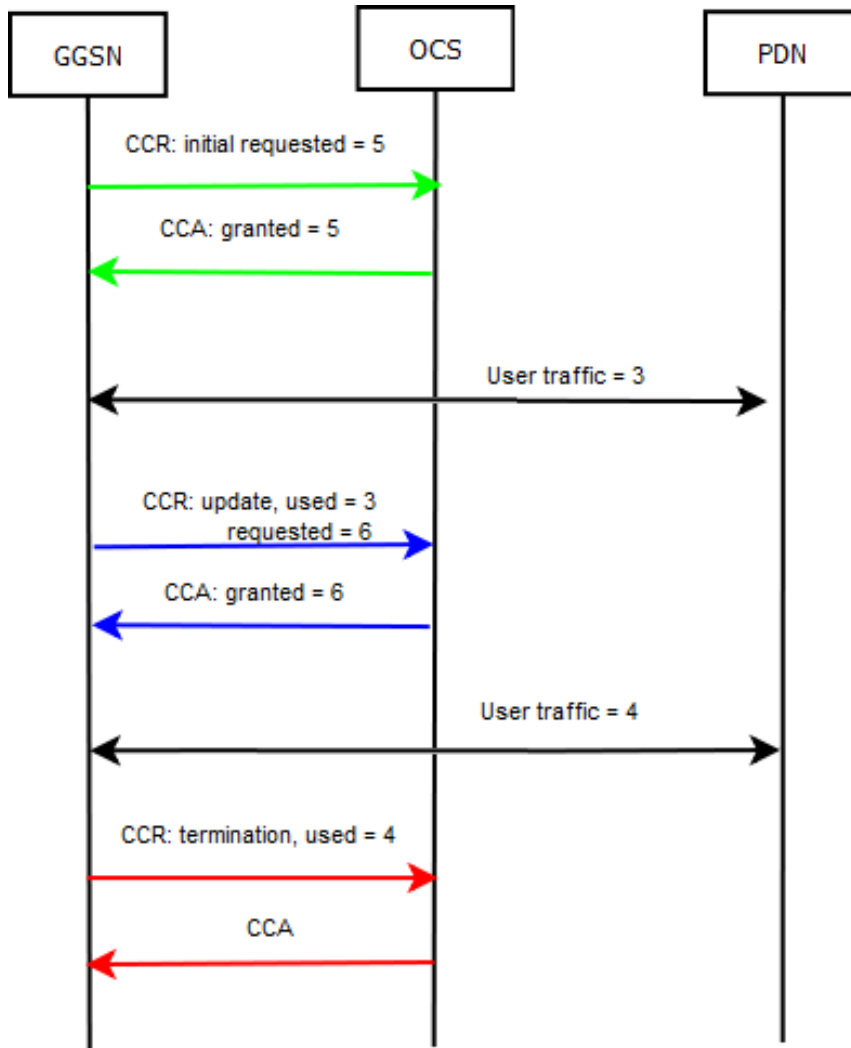 GGSN
OCS
PDN
CCR: initial requested = 5
CCA: granted = 5
User traffic = 3
CCR: update, used = 3
requested = 6
CCA: granted = 6
User traffic = 4
CCR: termination, used = 4
CCA